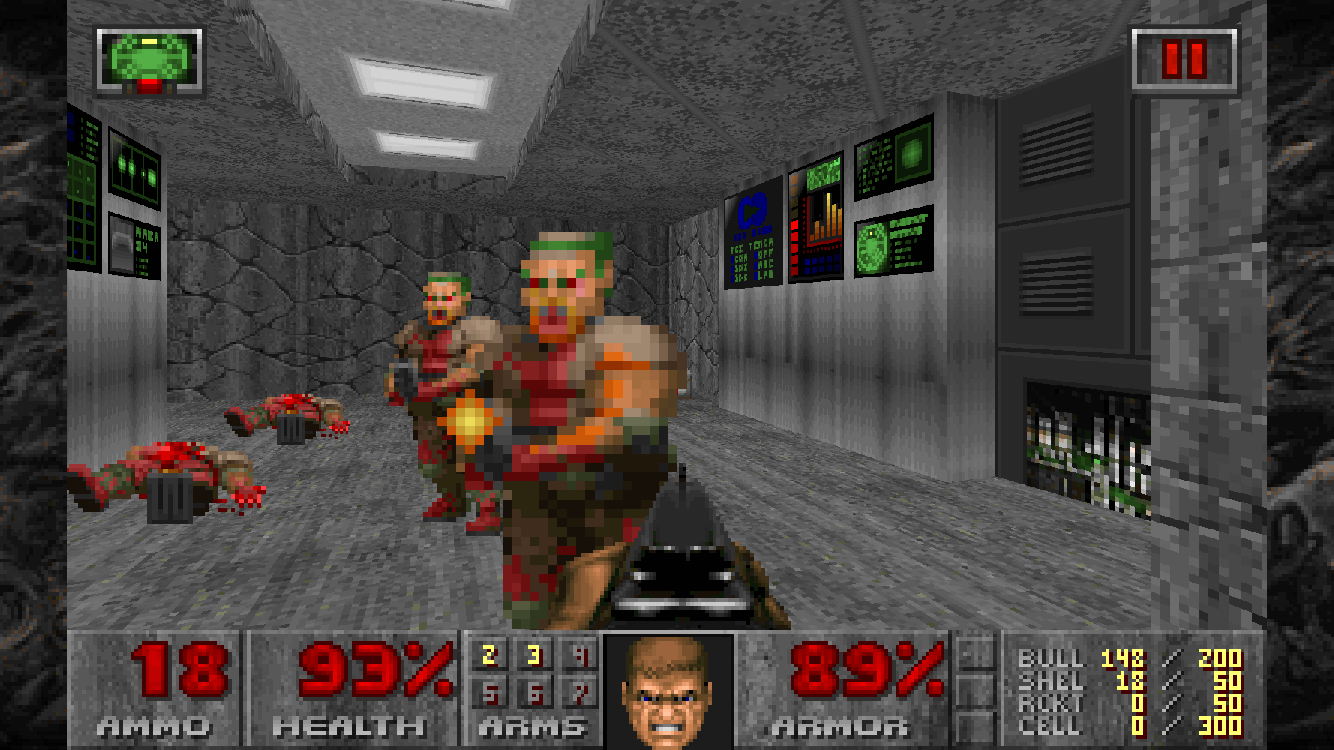 18 93% 2 3 4 89% BULL 148 / 200
5 6 7 SHEL 18 / 50
RCKT 0 / 50
AMMO HEALTH ARMS ARMOR CELL 0 / 300